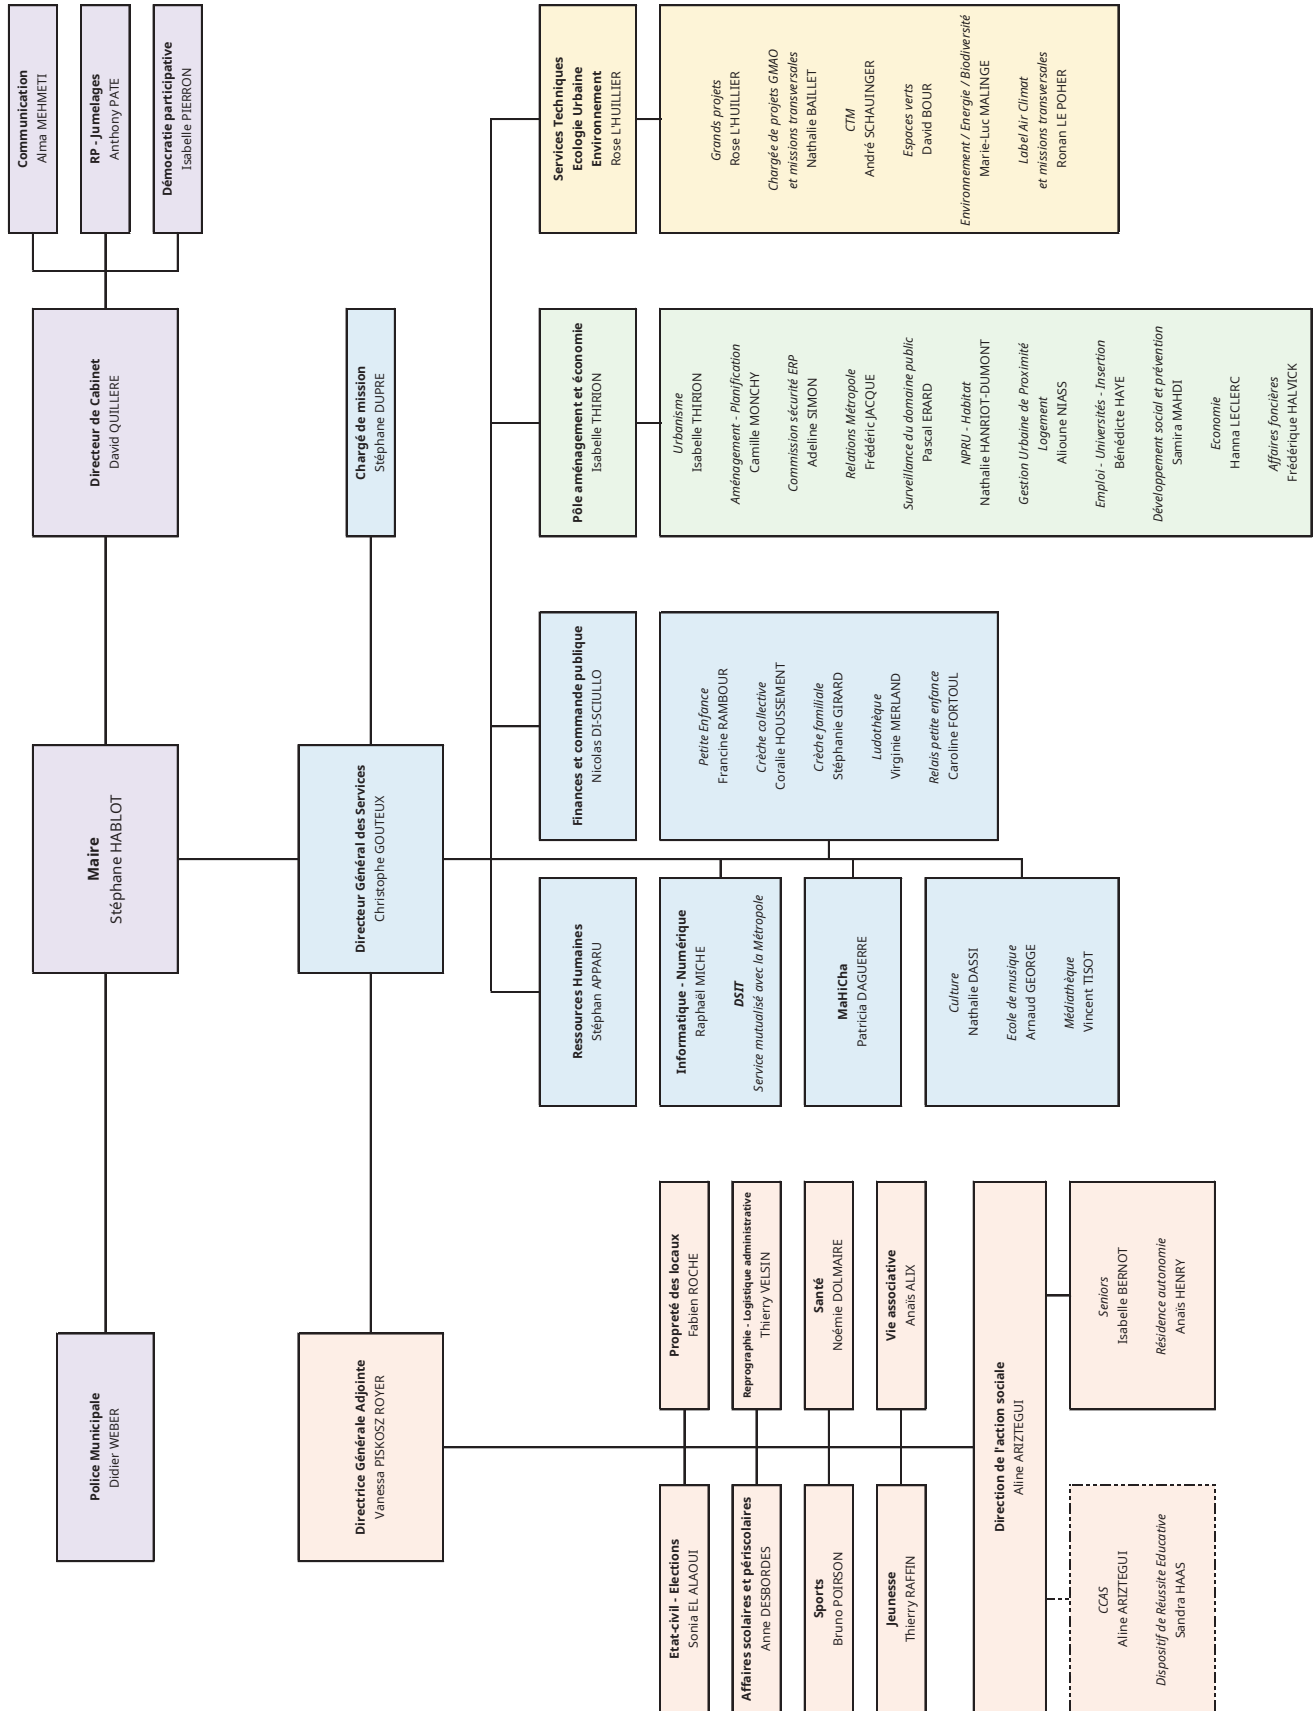 Maire
Stéphane HABLOT
Police Municipale
Didier WEBER
Directeur de Cabinet
David QUILLERE
Communication
Alma MEHMETI
RP - Jumelages
Anthony PATE
Démocratie participative
Isabelle PIERRON
Directrice Générale Adjointe
Vanessa PISKOSZ ROYER
Directeur Général des Services
Christophe GOUTEUX
Chargé de mission
Stéphane DUPRE
Etat-civil - Elections
Sonia EL ALAOUI
Propreté des locaux
Fabien ROCHE
Affaires scolaires et périscolaires
Anne DESBORDES
Reprographie - Logistique administrative
Thierry VELSIN
Sports
Bruno POIRSON
Santé
Noémie DOLMAIRE
Jeunesse
Thierry RAFFIN
Vie associative
Anaïs ALIX
Direction de l'action sociale
Aline ARIZTEGUI
CCAS
Aline ARIZTEGUI
Dispositif de Réussite Educative
Sandra HAAS
Seniors
Isabelle BERNOT
Résidence autonomie
Anaïs HENRY
Ressources Humaines
Stéphan APPARU
Informatique - Numérique
Raphaël MICHE
DSIT
Service mutualisé avec la Métropole
MaHiCha
Patricia DAGUERRE
Culture
Nathalie DASSI
Ecole de musique
Arnaud GEORGE
Médiathèque
Vincent TISOT
Finances et commande publique
Nicolas DI-SCIULLO
Petite Enfance
Francine RAMBOUR
Crèche collective
Coralie HOUSSEMENT
Crèche familiale
Stéphanie GIRARD
Ludothèque
Virginie MERLAND
Relais petite enfance
Caroline FORTOUL
Pôle aménagement et économie
Isabelle THIRION
Urbanisme
Isabelle THIRION
Aménagement - Planification
Camille MONCHY
Commission sécurité ERP
Adeline SIMON
Relations Métropole
Frédéric JACQUE
Surveillance du domaine public
Pascal ERARD
NPRU - Habitat
Nathalie HANRIOT-DUMONT
Gestion Urbaine de Proximité
Logement
Alioune NIASS
Emploi - Universités - Insertion
Bénédicte HAYE
Développement social et prévention
Samira MAHDI
Economie
Hanna LECLERC
Affaires foncières
Frédérique HALVICK
Services Techniques
Ecologie Urbaine
Environnement
Rose L'HUILLIER
Grands projets
Rose L'HUILLIER
Chargée de projets GMAO
et missions transversales
Nathalie BAILLET
CTM
André SCHAUINGER
Espaces verts
David BOUR
Environnement / Energie / Biodiversité
Marie-Luc MALINGE
Label Air Climat
et missions transversales
Ronan LE POHER